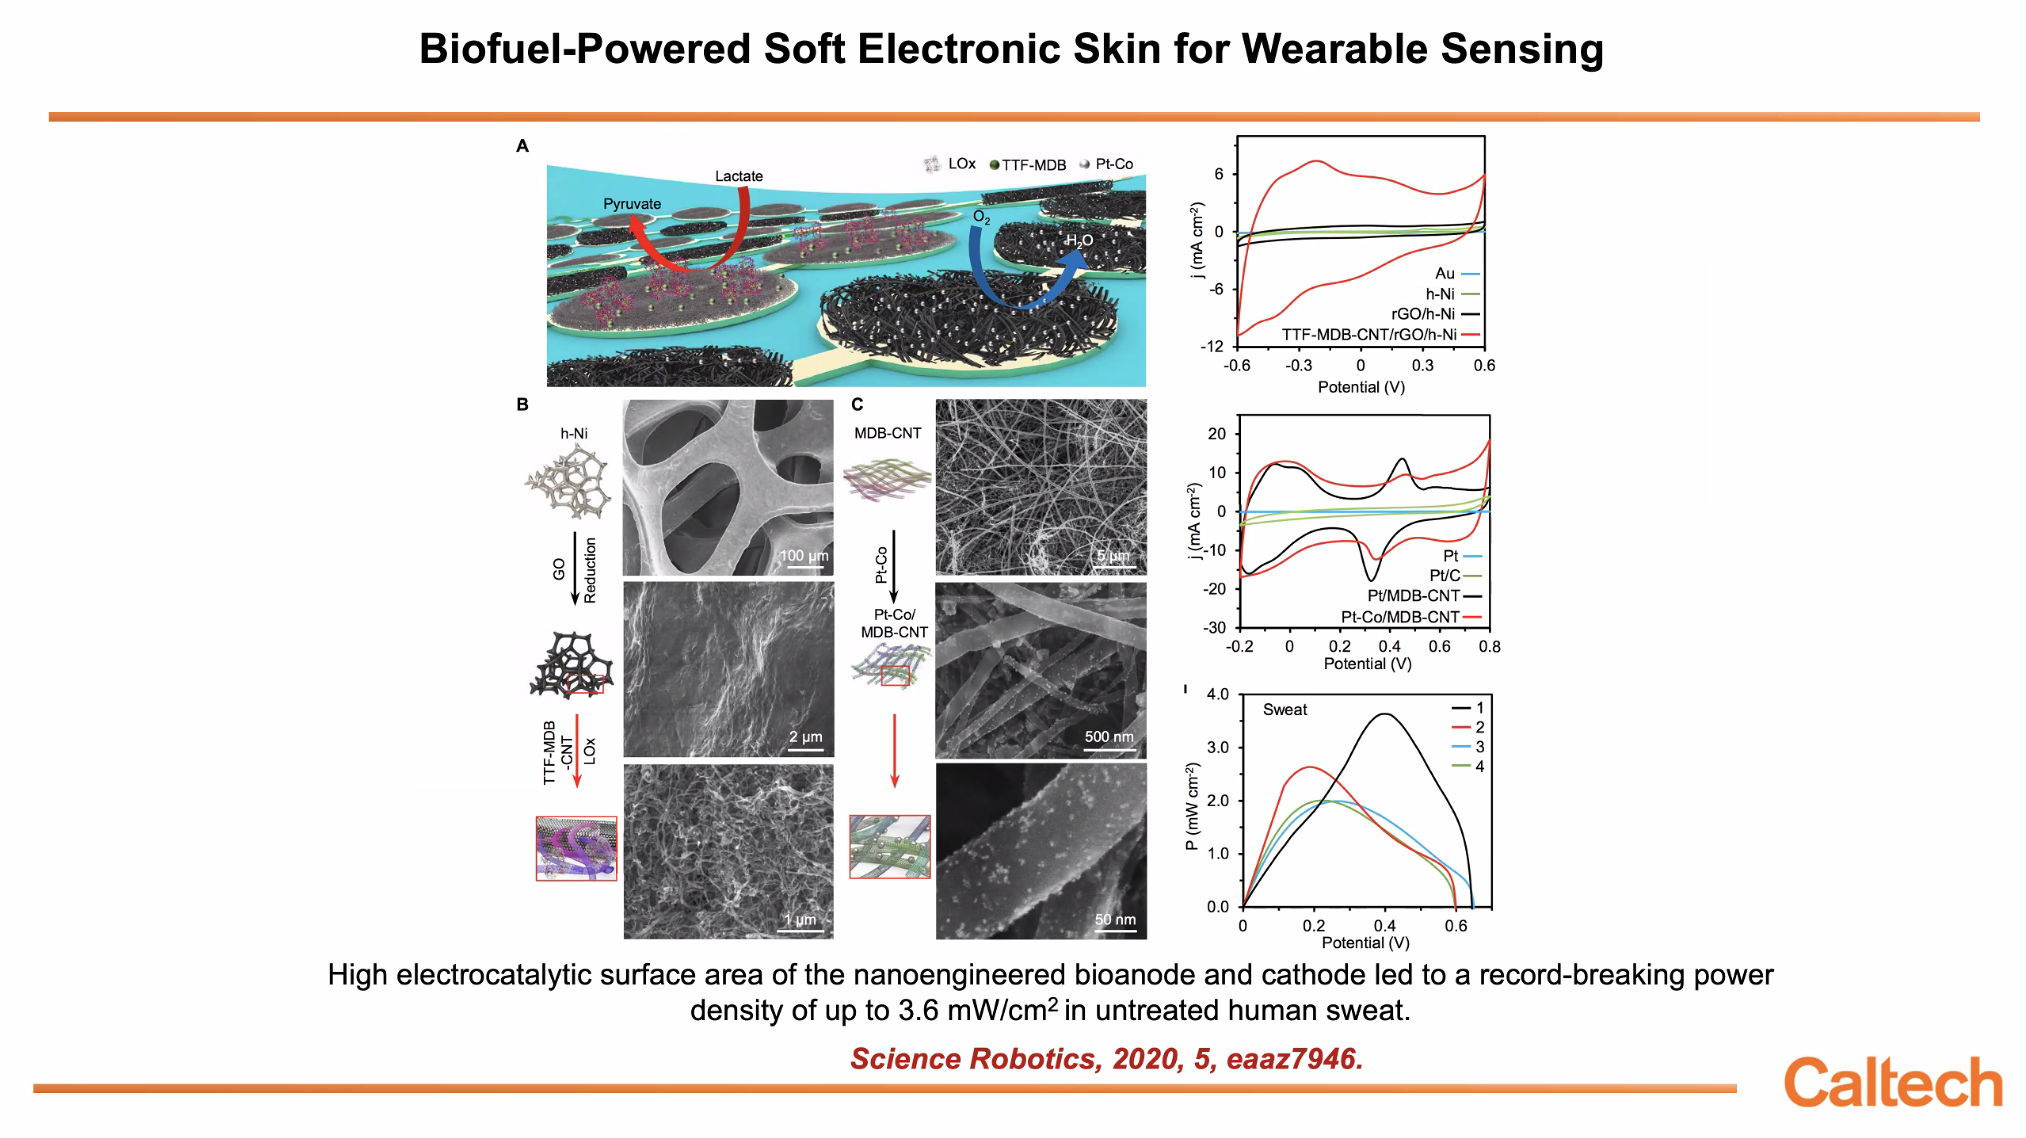 Biofuel-Powered Soft Electronic Skin for Wearable Sensing
A
LOx
TTF-MDB
Pt-Co
Lactate
Pyruvate
O2
H2O
B
h-Ni
GO
Reduction
TTF-MDB
-CNT
LOx
100 µm
2 µm
1 µm
C
MDB-CNT
Pt-Co
Pt-Co/
MDB-CNT
5 µm
500 nm
50 nm
j (mA cm-2)
6
0
-6
-12
Au
h-Ni
rGO/h-Ni
TTF-MDB-CNT/rGO/h-Ni
-0.6 -0.3 0 0.3 0.6
Potential (V)
j (mA cm-2)
20
10
0
-10
-20
-30
Pt
Pt/C
Pt/MDB-CNT
Pt-Co/MDB-CNT
-0.2 0 0.2 0.4 0.6 0.8
Potential (V)
I
P (mW cm-2)
4.0
3.0
2.0
1.0
0.0
Sweat
1
2
3
4
0 0.2 0.4 0.6
Potential (V)
High electrocatalytic surface area of the nanoengineered bioanode and cathode led to a record-breaking power
density of up to 3.6 mW/cm2 in untreated human sweat.
Science Robotics, 2020, 5, eaaz7946.
Caltech